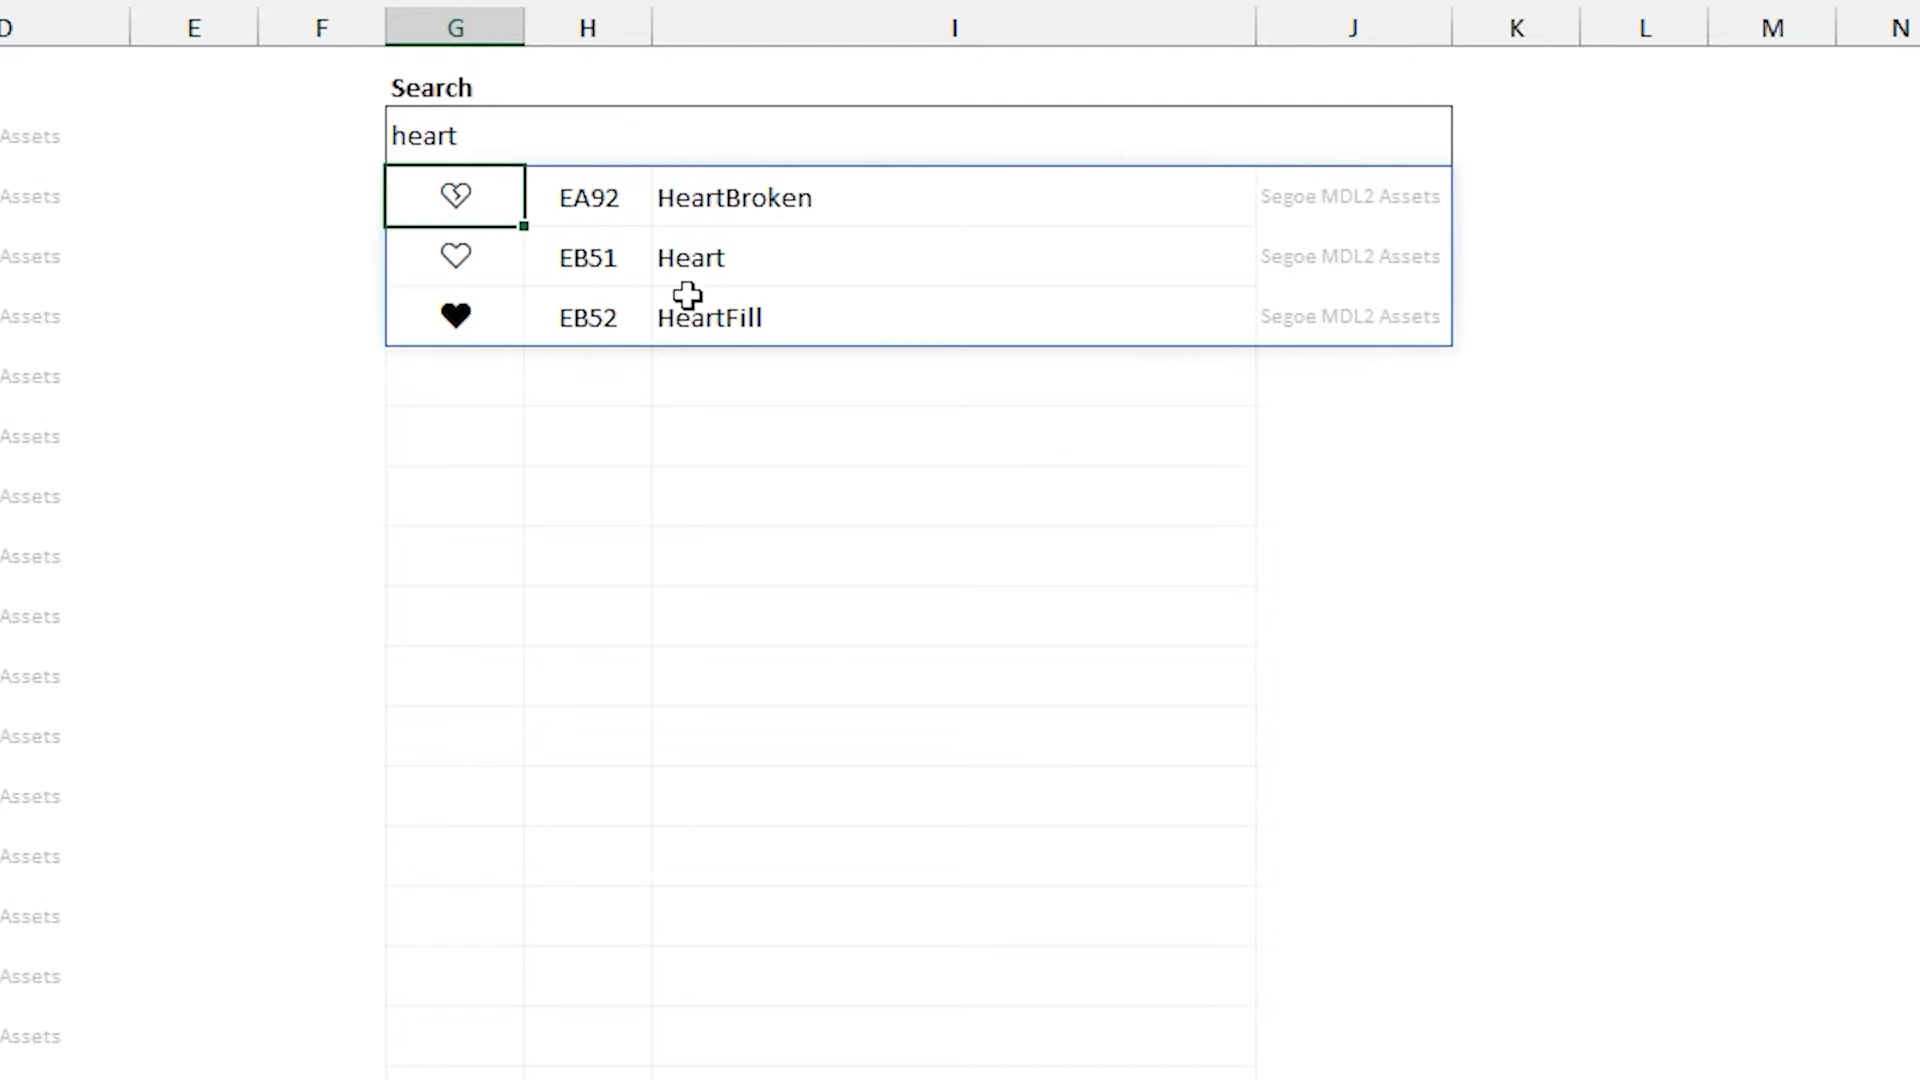 D E F G H I J K L M N
Search
Assets heart
Assets EA92 HeartBroken Segoe MDL2 Assets
Assets EB51 Heart Segoe MDL2 Assets
Assets EB52 HeartFill Segoe MDL2 Assets
Assets
Assets
Assets
Assets
Assets
Assets
Assets
Assets
Assets
Assets
Assets
Assets